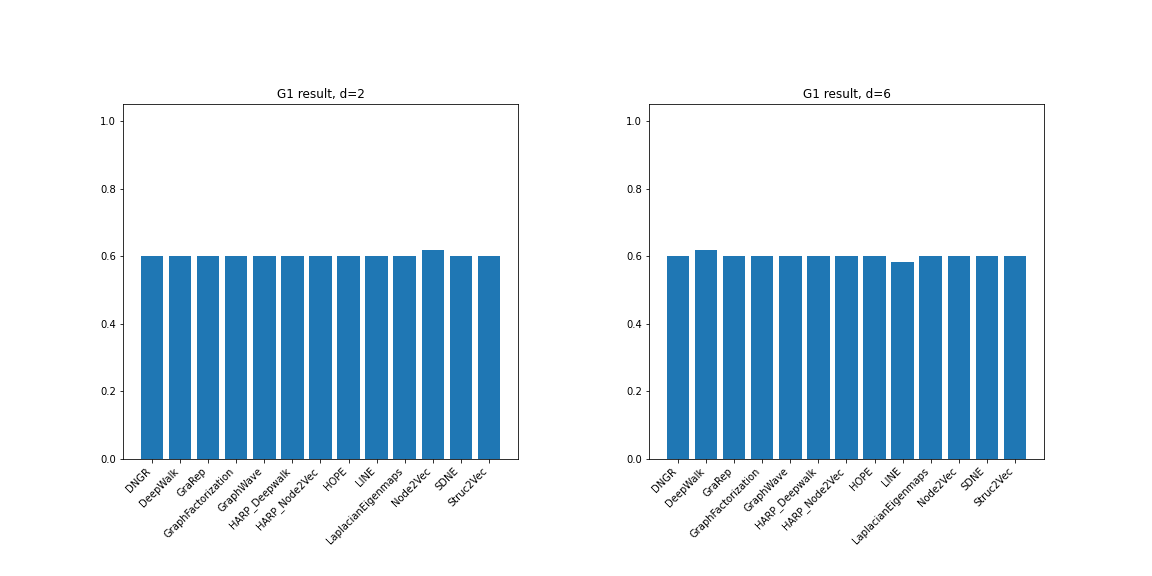 G1 result, d=2
1.0
0.8
0.6
0.4
0.2
0.0
DNGR
DeepWalk
GraRep
GraphFactorization
GraphWave
HARP_Deepwalk
HARP_Node2Vec
HOPE
LINE
LaplacianEigenmaps
Node2Vec
SDNE
Struc2Vec
G1 result, d=6
1.0
0.8
0.6
0.4
0.2
0.0
DNGR
DeepWalk
GraRep
GraphFactorization
GraphWave
HARP_Deepwalk
HARP_Node2Vec
HOPE
LINE
LaplacianEigenmaps
Node2Vec
SDNE
Struc2Vec